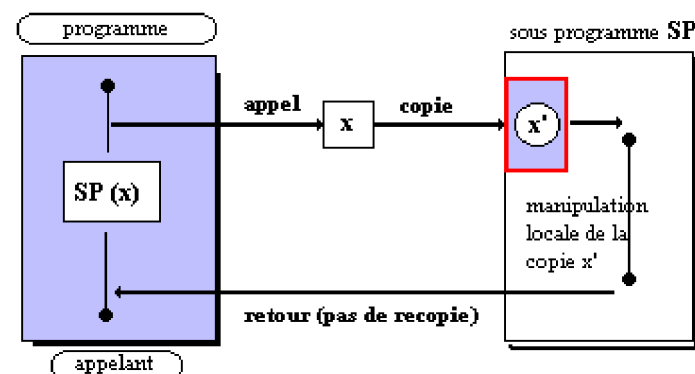 programme
sous programme SP
appel
copie
x
x'
SP (x)
manipulation
locale de la
copie x'
retour (pas de recopie)
appelant